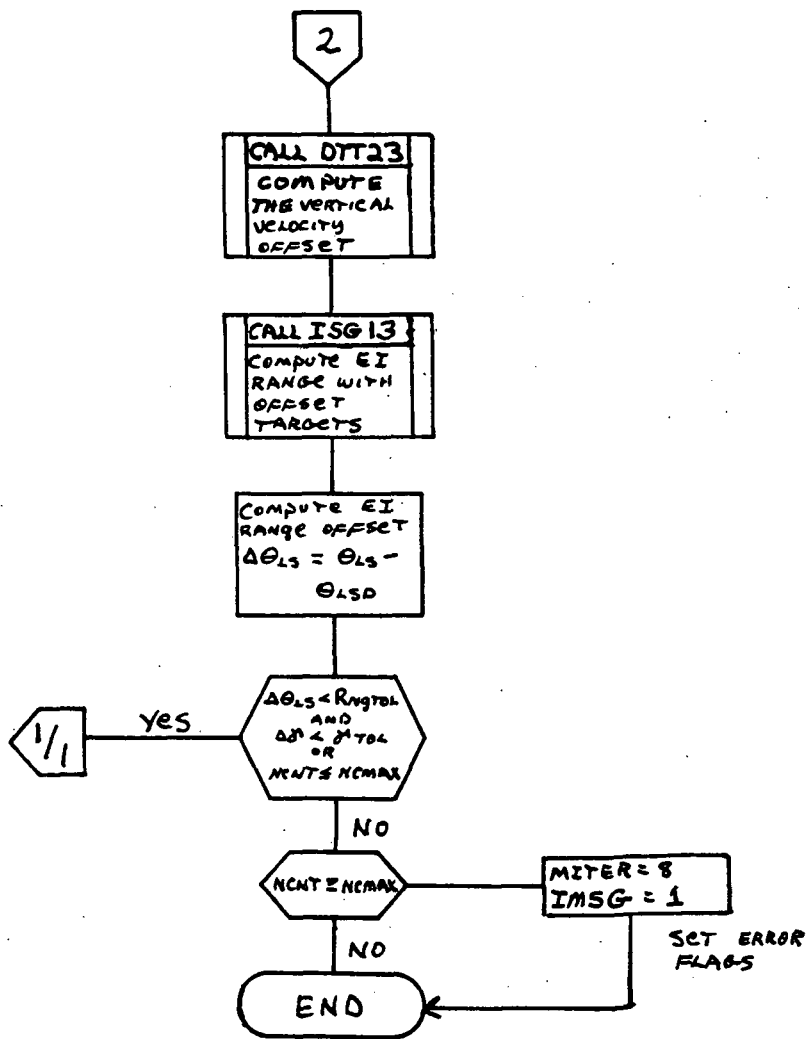 2
CALL DTT23
COMPUTE
THE VERTICAL
VELOCITY
OFFSET
CALL ISG13
COMPUTE EI
RANGE WITH
OFFSET
TARGETS
COMPUTE EI
RANGE OFFSET
ΔΘLS = ΘLS -
ΘLSD
ΔΘLS < RNGTOL
AND
Δγ < γTOL
OR
NCNT ≤ NCMAX
yes
1/1
NO
NCNT ≥ NCMAX
MITER = 8
IMSG = 1
SET ERROR
FLAGS
NO
END